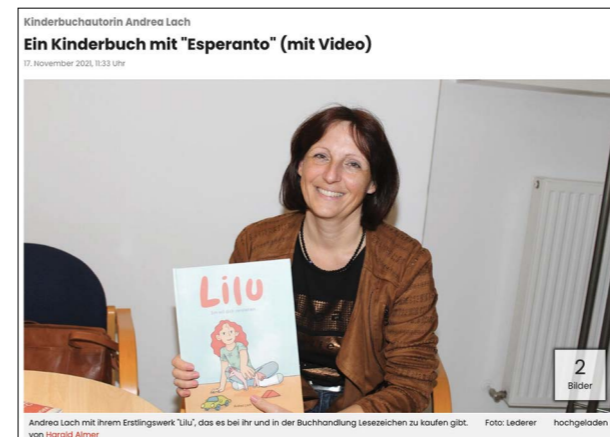 Kinderbuchautorin Andrea Lach
Ein Kinderbuch mit "Esperanto" (mit Video)
17. November 2021, 11:33 Uhr
Lilu
2
Bilder
Andrea Lach mit ihrem Erstlingswerk "Lilu", das es bei ihr und in der Buchhandlung Lesezeichen zu kaufen gibt. Foto: Lederer hochgeladen
von Harald Almer